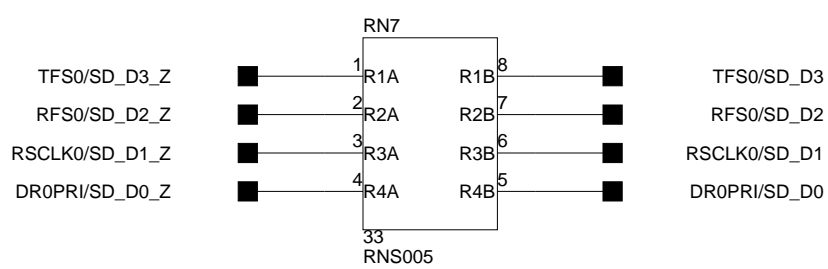 RN7
TFS0/SD_D3_Z 1 R1A R1B 8 TFS0/SD_D3
RFS0/SD_D2_Z 2 R2A R2B 7 RFS0/SD_D2
RSCLK0/SD_D1_Z 3 R3A R3B 6 RSCLK0/SD_D1
DR0PRI/SD_D0_Z 4 R4A R4B 5 DR0PRI/SD_D0
33
RNS005